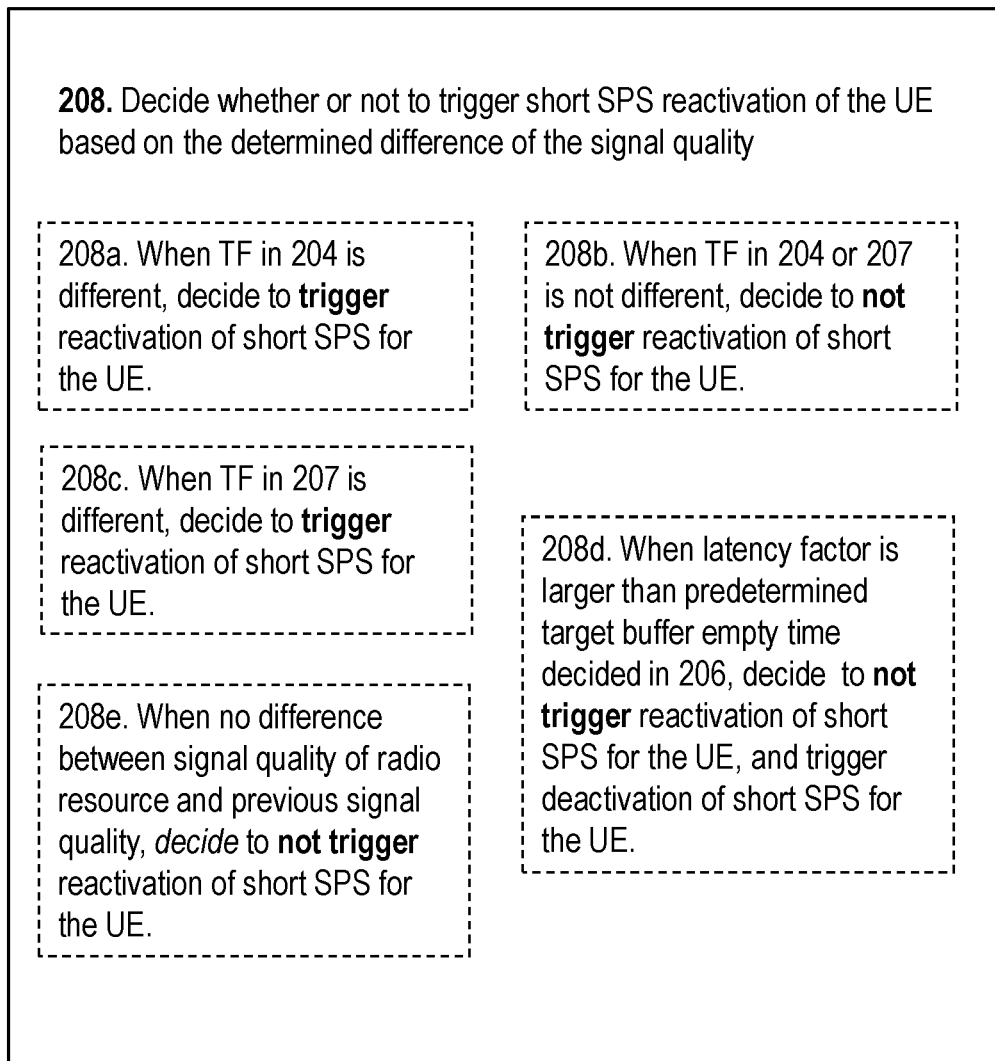 208. Decide whether or not to trigger short SPS reactivation of the UE
based on the determined difference of the signal quality
208a. When TF in 204 is
different, decide to trigger
reactivation of short SPS for
the UE.
208b. When TF in 204 or 207
is not different, decide to not
trigger reactivation of short
SPS for the UE.
208c. When TF in 207 is
different, decide to trigger
reactivation of short SPS for
the UE.
208d. When latency factor is
larger than predetermined
target buffer empty time
decided in 206, decide to not
trigger reactivation of short
SPS for the UE, and trigger
deactivation of short SPS for
the UE.
208e. When no difference
between signal quality of radio
resource and previous signal
quality, decide to not trigger
reactivation of short SPS for
the UE.